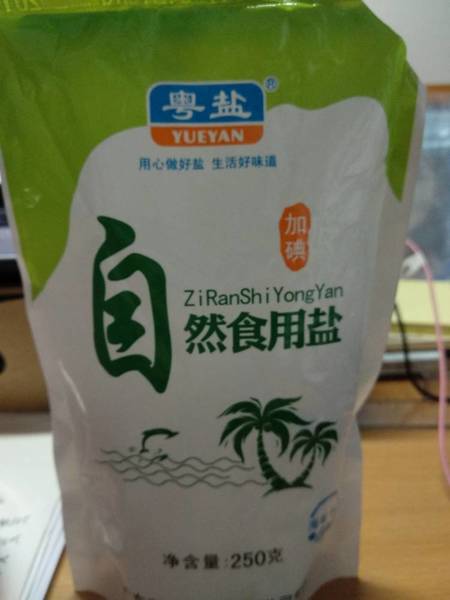 粤盐®
YUEYAN
用心做好盐 生活好味道
加碘
ZiRanShiYongYan
自然食用盐
净含量:250克